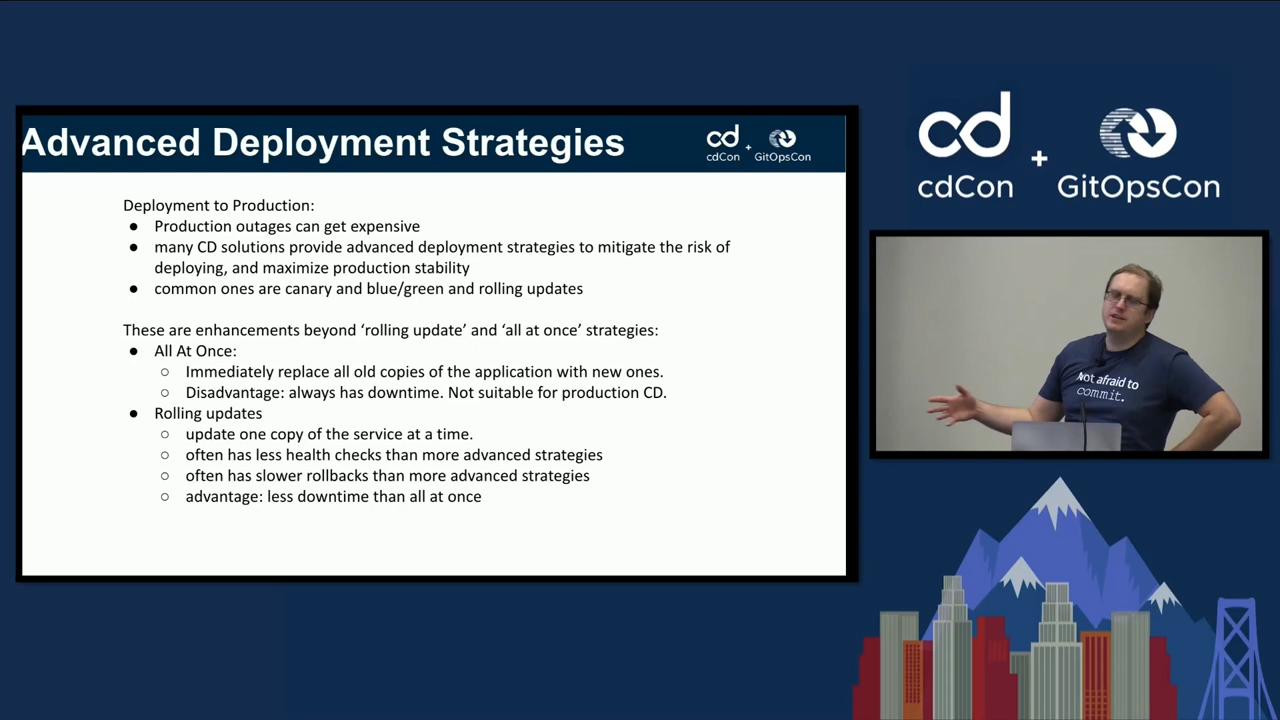 Advanced Deployment Strategies
cd
cdCon
+
GitOpsCon
Deployment to Production:
● Production outages can get expensive
● many CD solutions provide advanced deployment strategies to mitigate the risk of
deploying, and maximize production stability
● common ones are canary and blue/green and rolling updates
These are enhancements beyond ‘rolling update’ and ‘all at once’ strategies:
● All At Once:
○ Immediately replace all old copies of the application with new ones.
○ Disadvantage: always has downtime. Not suitable for production CD.
● Rolling updates
○ update one copy of the service at a time.
○ often has less health checks than more advanced strategies
○ often has slower rollbacks than more advanced strategies
○ advantage: less downtime than all at once
cd
cdCon
+
GitOpsCon
Not afraid to
commit.